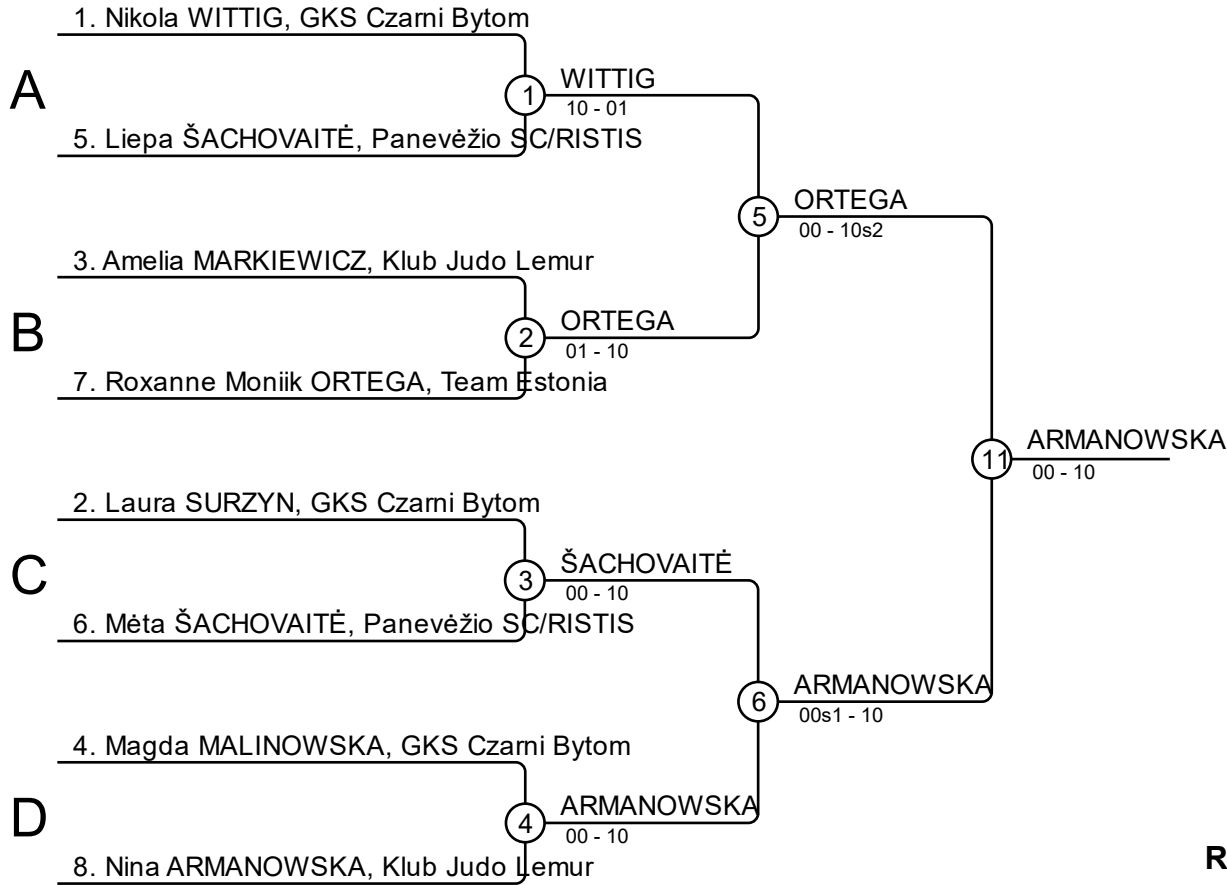 1. Nikola WITTIG, GKS Czarni Bytom
A
1
WITTIG
10 - 01
5. Liepa ŠACHOVAITĖ, Panevėžio SC/RISTIS
5
ORTEGA
00 - 10s2
3. Amelia MARKIEWICZ, Klub Judo Lemur
B
2
ORTEGA
01 - 10
7. Roxanne Moniik ORTEGA, Team Estonia
11
ARMANOWSKA
00 - 10
2. Laura SURZYN, GKS Czarni Bytom
C
3
ŠACHOVAITĖ
00 - 10
6. Mėta ŠACHOVAITĖ, Panevėžio SC/RISTIS
6
ARMANOWSKA
00s1 - 10
4. Magda MALINOWSKA, GKS Czarni Bytom
D
4
ARMANOWSKA
00 - 10
8. Nina ARMANOWSKA, Klub Judo Lemur
R